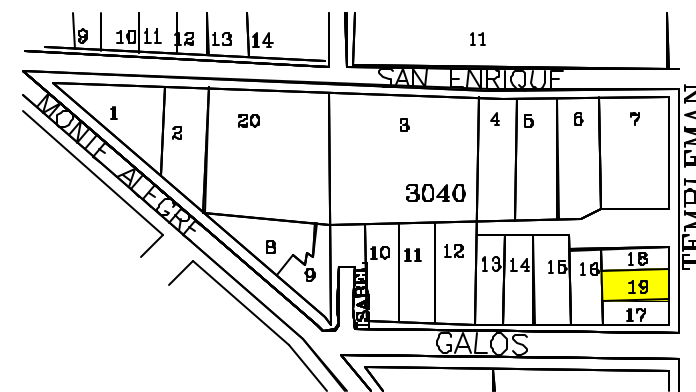 9 10 11 12 13 14 11
SAN ENRIQUE
1 2 20 3 4 5 6 7
MONTE ALEGRE
3040
TEMBLEMAN
8 9 10 11 12 13 14 15 16 18
19
17
ISABEL
GALOS